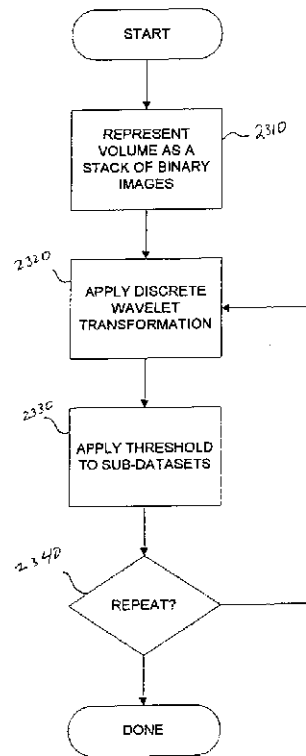 START
REPRESENT
VOLUME AS A
STACK OF BINARY
IMAGES
2310
2320
APPLY DISCRETE
WAVELET
TRANSFORMATION
2330
APPLY THRESHOLD
TO SUB-DATASETS
2340
REPEAT?
DONE